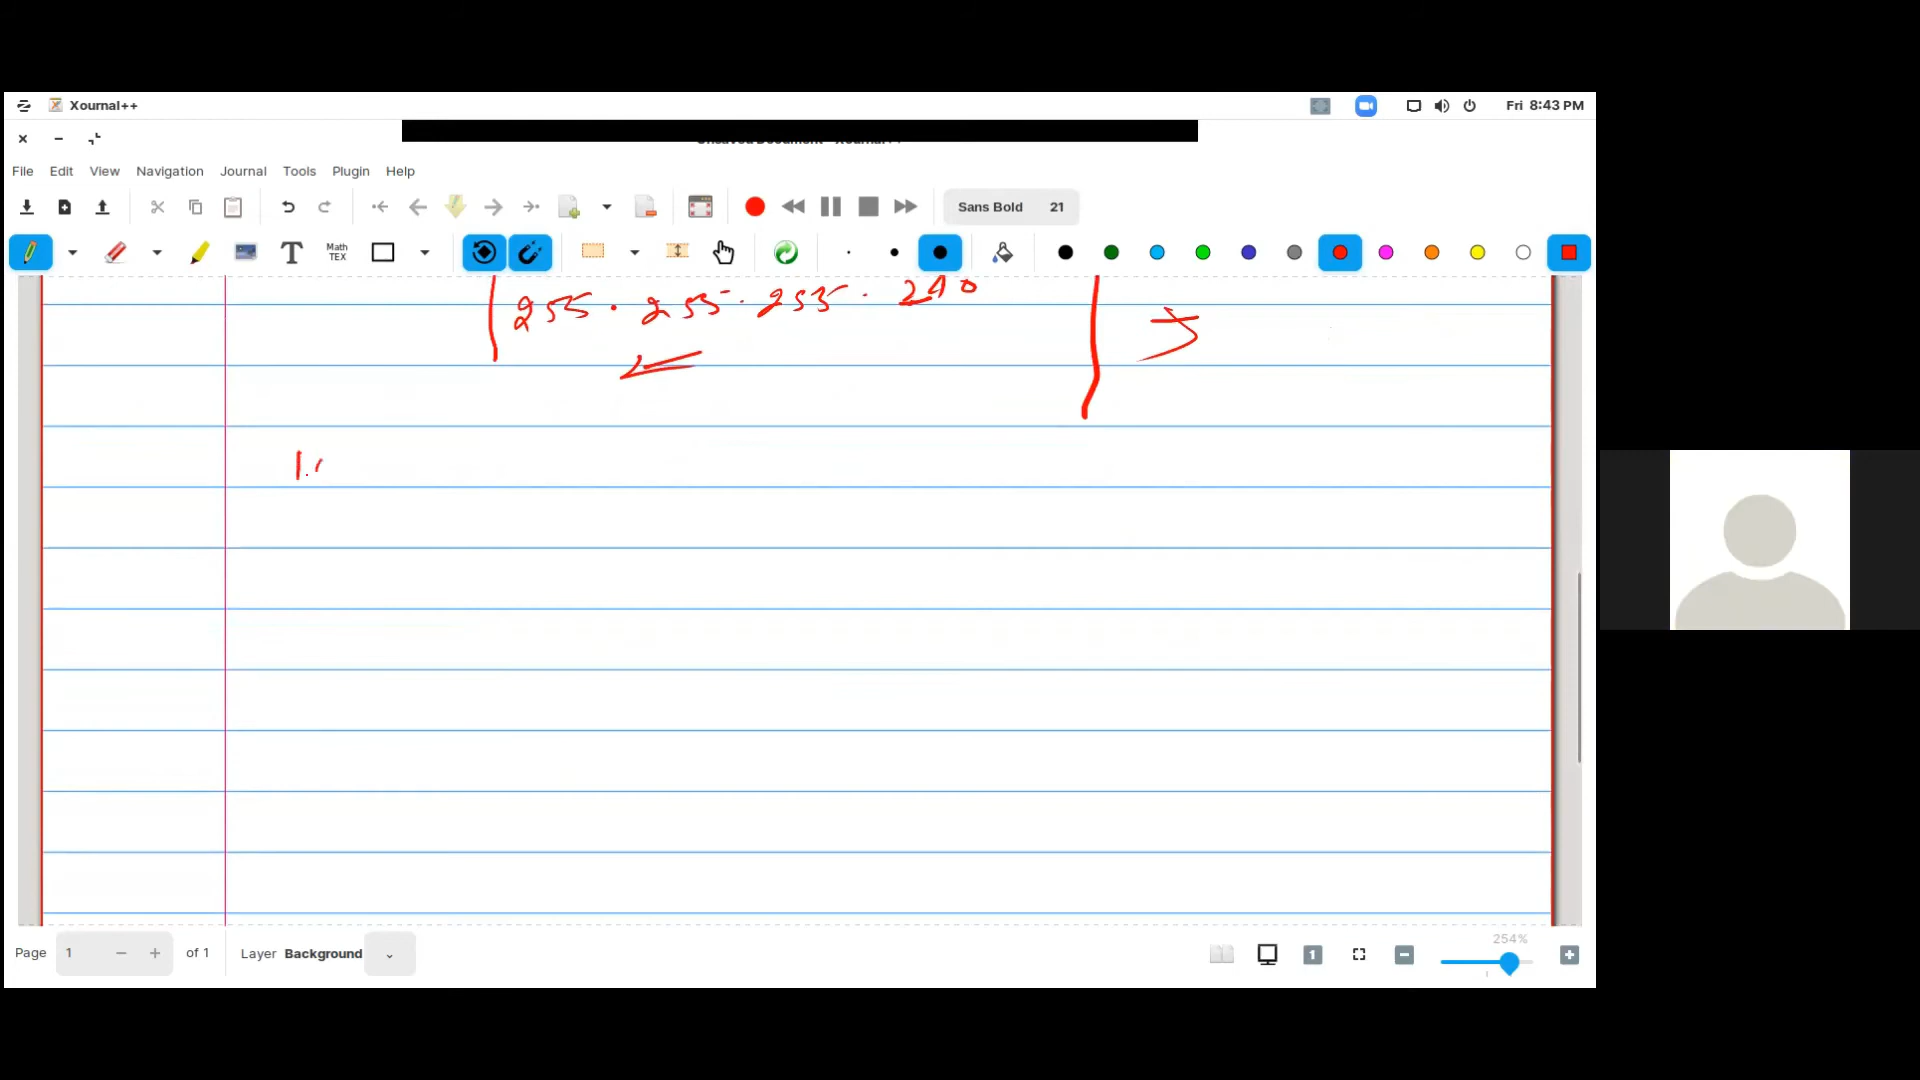 Xournal++
Fri 8:43 PM
File Edit View Navigation Journal Tools Plugin Help
Sans Bold 21
Math
TEX
255 . 255 . 255 . 240
Page 1 of 1 Layer Background
254%
1